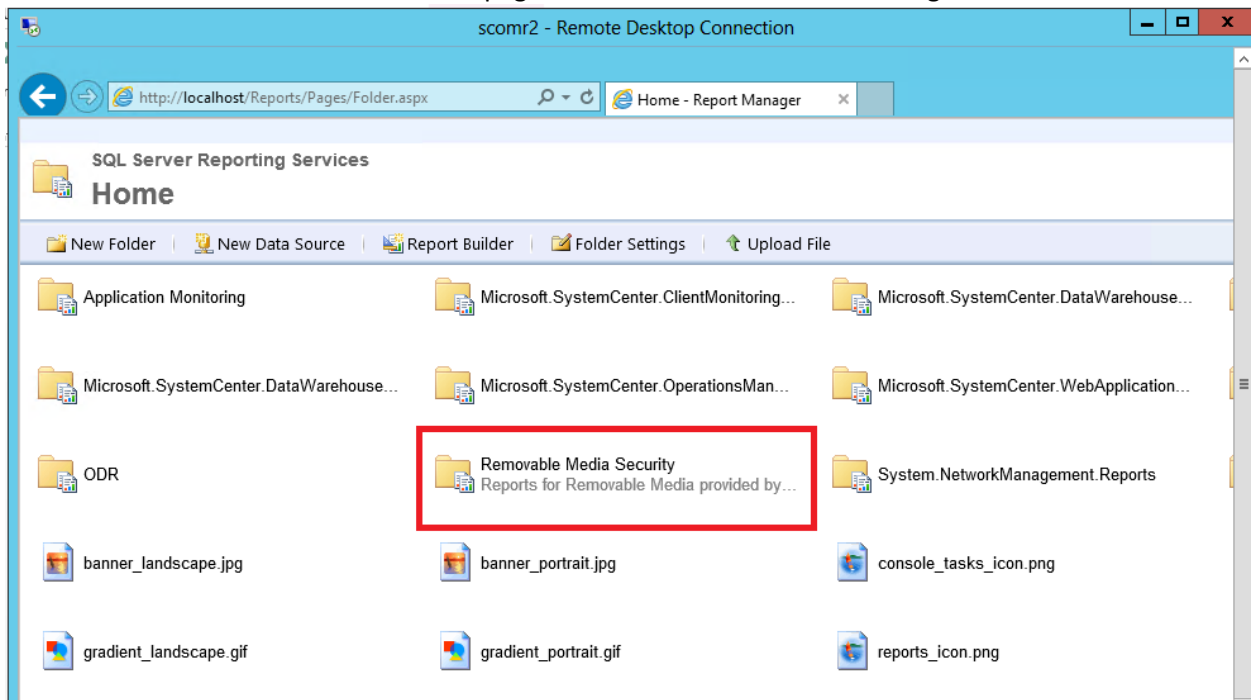 scomr2 - Remote Desktop Connection
http://localhost/Reports/Pages/Folder.aspx
Home - Report Manager
SQL Server Reporting Services
Home
New Folder
New Data Source
Report Builder
Folder Settings
Upload File
Application Monitoring
Microsoft.SystemCenter.ClientMonitoring...
Microsoft.SystemCenter.DataWarehouse...
Microsoft.SystemCenter.DataWarehouse...
Microsoft.SystemCenter.OperationsMan...
Microsoft.SystemCenter.WebApplication...
ODR
Removable Media Security
Reports for Removable Media provided by...
System.NetworkManagement.Reports
banner_landscape.jpg
banner_portrait.jpg
console_tasks_icon.png
gradient_landscape.gif
gradient_portrait.gif
reports_icon.png